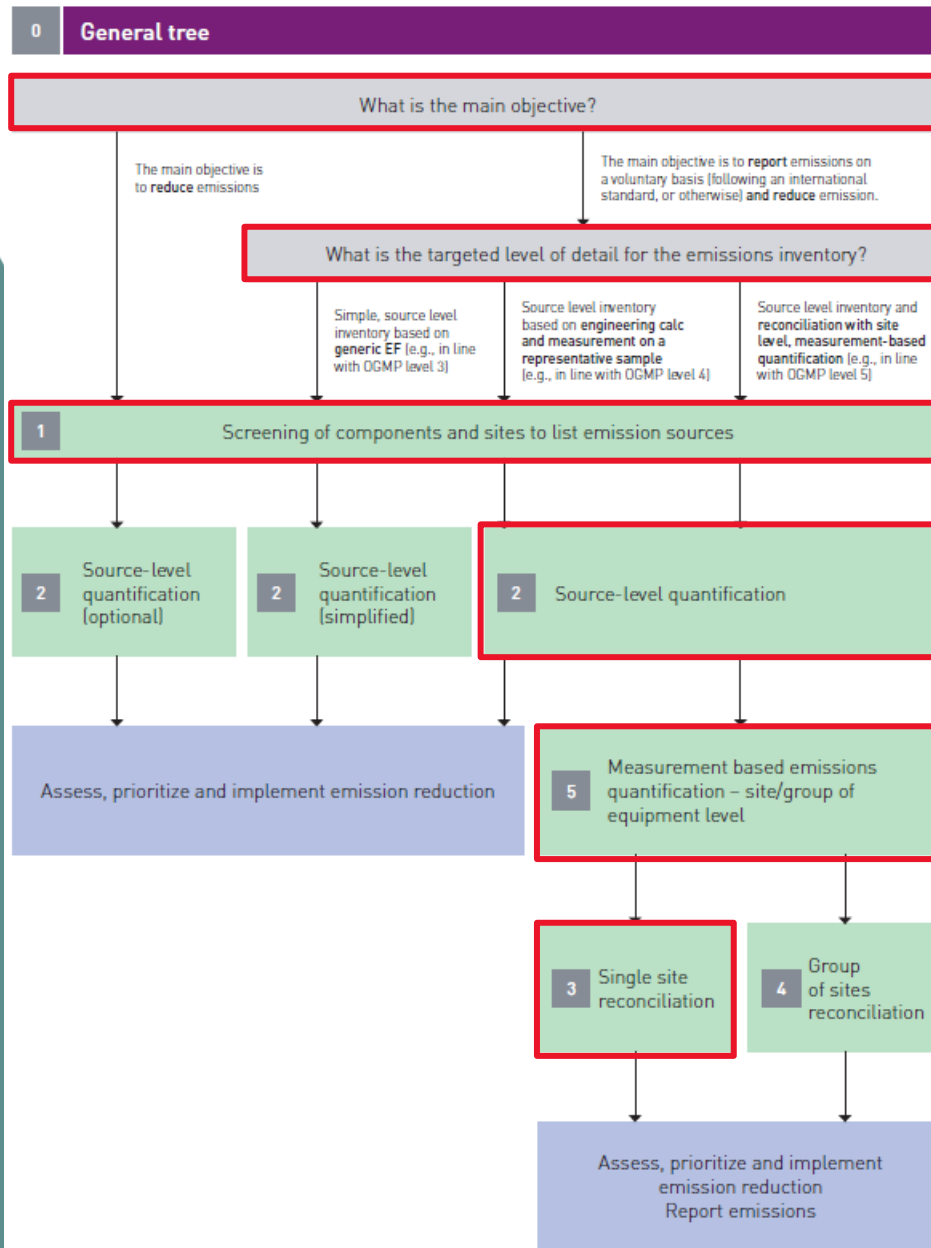 0
General tree
What is the main objective?
The main objective is
to reduce emissions
The main objective is to report emissions on
a voluntary basis (following an international
standard, or otherwise) and reduce emission.
What is the targeted level of detail for the emissions inventory?
Simple, source level
inventory based on
generic EF (e.g., in line
with OGMP level 3)
Source level inventory
based on engineering calc
and measurement on a
representative sample
(e.g., in line with OGMP level 4)
Source level inventory and
reconciliation with site
level, measurement-based
quantification (e.g., in line
with OGMP level 5)
1
Screening of components and sites to list emission sources
2
Source-level
quantification
(optional)
2
Source-level
quantification
(simplified)
2
Source-level quantification
Assess, prioritize and implement emission reduction
5
Measurement based emissions
quantification – site/group of
equipment level
3
Single site
reconciliation
4
Group
of sites
reconciliation
Assess, prioritize and implement
emission reduction
Report emissions